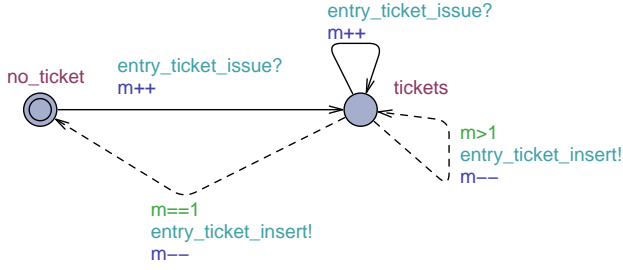 entry_ticket_issue?
m++
no_ticket
entry_ticket_issue?
m++
tickets
m>1
entry_ticket_insert!
m−−
m==1
entry_ticket_insert!
m−−